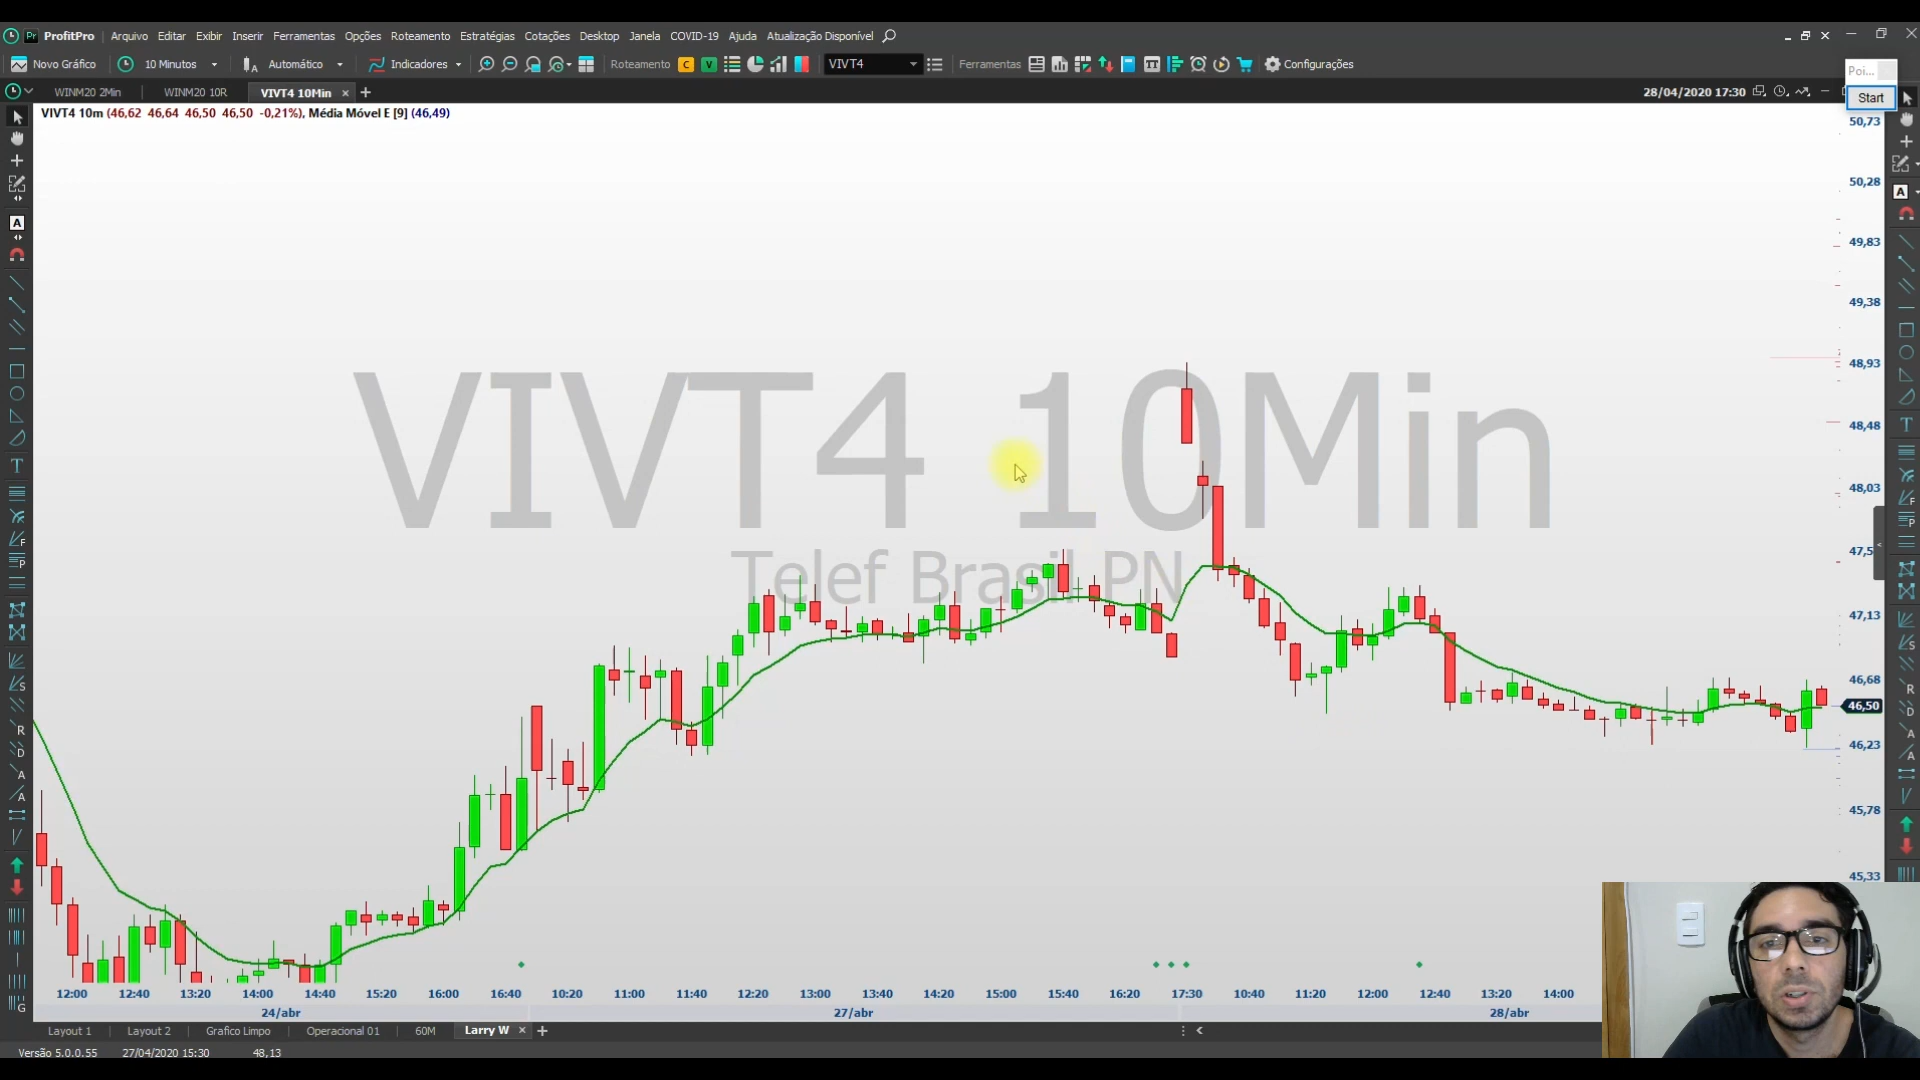 Pr ProfitPro Arquivo Editar Exibir Inserir Ferramentas Opções Roteamento Estratégias Cotações Desktop Janela COVID-19 Ajuda Atualização Disponível
Novo Gráfico 10 Minutos Automático Indicadores Roteamento C V VIVT4 Ferramentas Configurações
Poi...
Start
WINM20 2Min WINM20 10R VIVT4 10Min 28/04/2020 17:30
VIVT4 10m (46,62 46,64 46,50 46,50 -0,21%), Média Móvel E [9] (46,49)
VIVT4 10Min
Telef Brasil PN
50,73
50,28
49,83
49,38
48,93
48,48
48,03
47,5
47,13
46,68
46,50
46,23
45,78
45,33
12:00 12:40 13:20 14:00 14:40 15:20 16:00 16:40 10:20 11:00 11:40 12:20 13:00 13:40 14:20 15:00 15:40 16:20 17:30 10:40 11:20 12:00 12:40 13:20 14:00
24/abr 27/abr 28/abr
Layout 1 Layout 2 Grafico Limpo Operacional 01 60M Larry W
Versão 5.0.0.55 27/04/2020 15:30 48,13